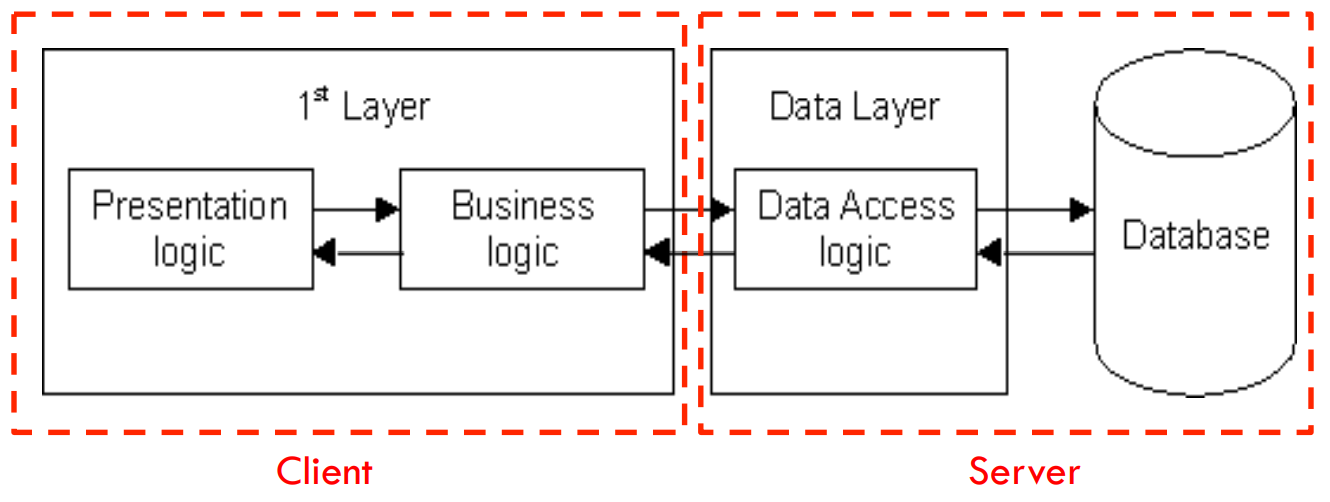 1st Layer
Data Layer
Presentation
logic
Business
logic
Data Access
logic
Database
Client
Server